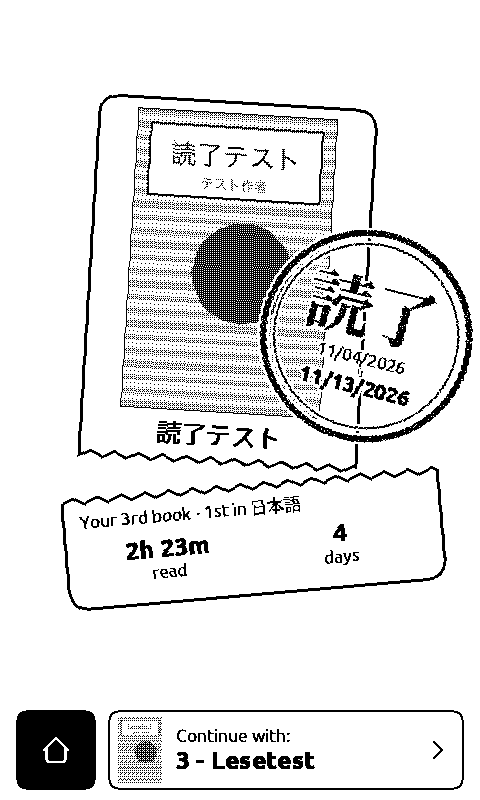 読了テスト
テスト作者
読了
11/04/2026
11/13/2026
読了テスト
Your 3rd book · 1st in 日本語
2h 23m
read
4
days
Continue with:
3 - Lesetest